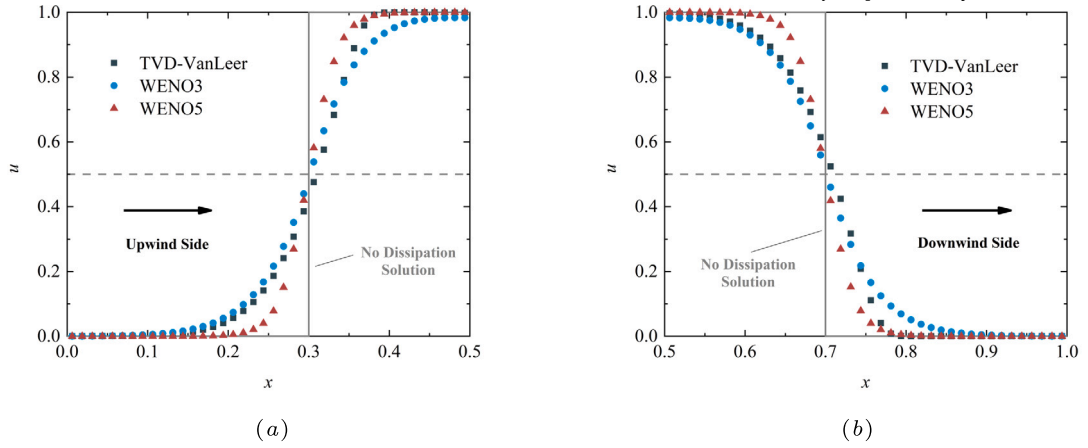 1.0
0.8
0.6
0.4
0.2
0.0
u
TVD-VanLeer
WENO3
WENO5
Upwind Side
No Dissipation
Solution
0.0 0.1 0.2 0.3 0.4 0.5
x
(a)
1.0
0.8
0.6
0.4
0.2
0.0
u
TVD-VanLeer
WENO3
WENO5
Downwind Side
No Dissipation
Solution
0.5 0.6 0.7 0.8 0.9 1.0
x
(b)